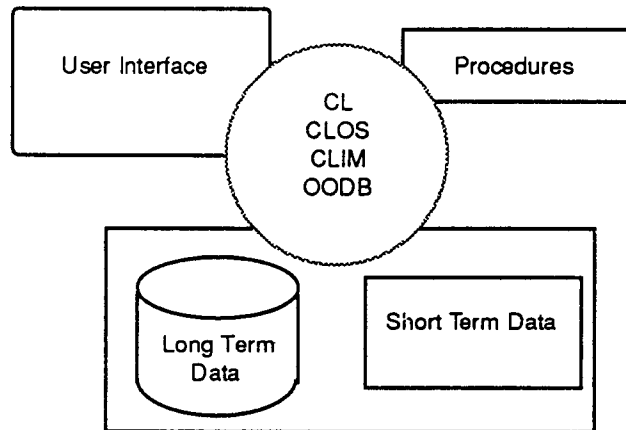 User Interface
Procedures
CL
CLOS
CLIM
OODB
Long Term
Data
Short Term Data